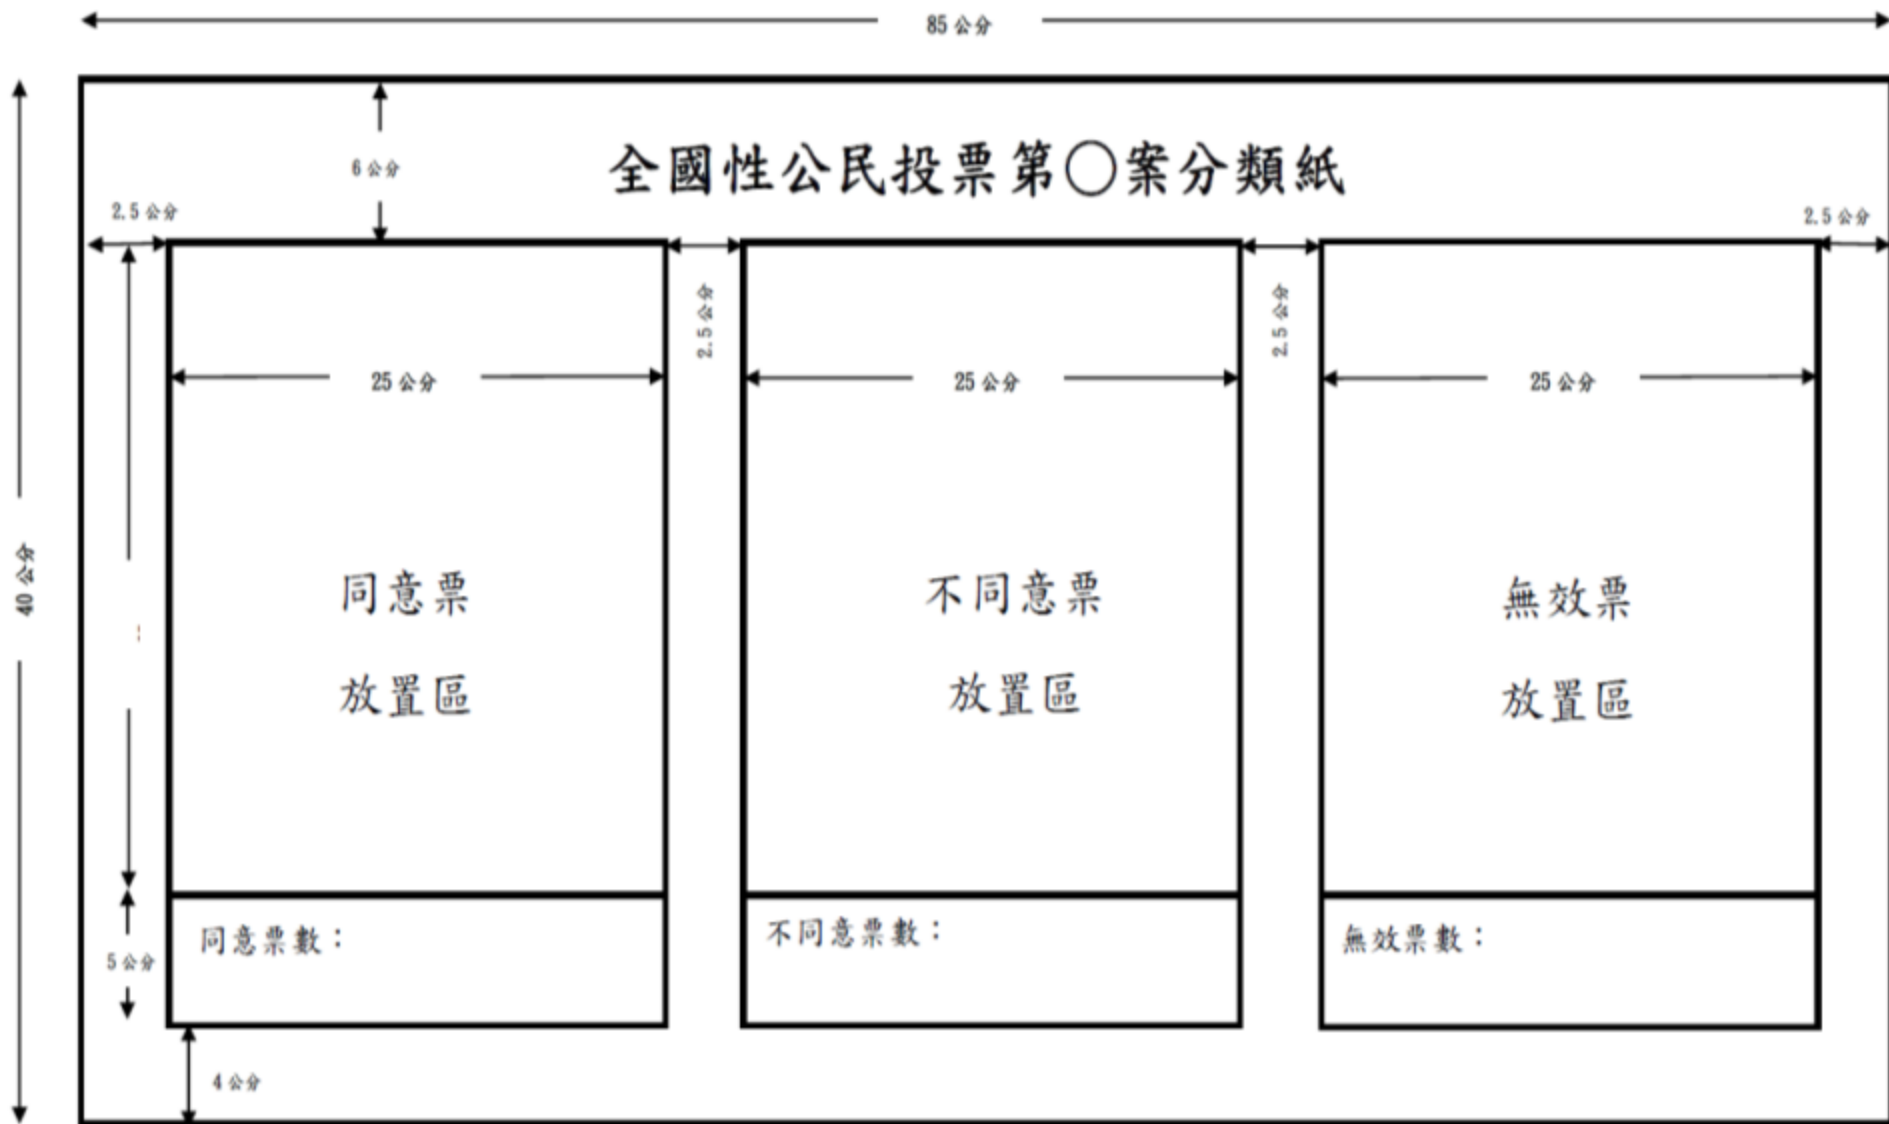 85 公分
6 公分
全國性公民投票第〇案分類紙
2.5 公分
2.5 公分
2.5 公分
2.5 公分
25 公分
25 公分
25 公分
40 公分
同意票
放置區
不同意票
放置區
無效票
放置區
同意票數：
不同意票數：
無效票數：
5 公分
4 公分